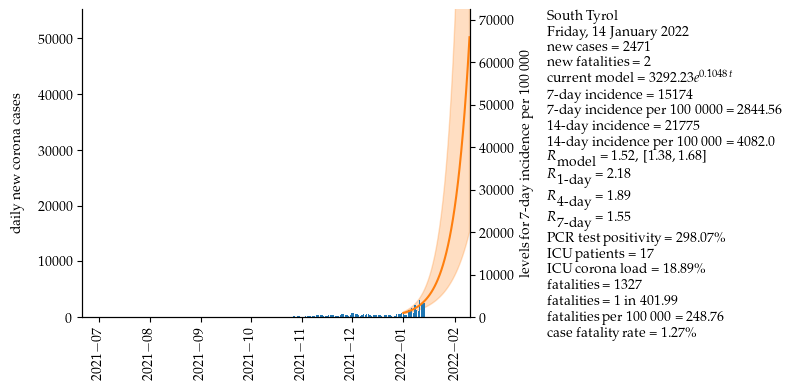 50000
40000
30000
20000
10000
0
daily new corona cases
70000
60000
50000
40000
30000
20000
10000
0
levels for 7-day incidence per 100 000
2021−07
2021−08
2021−09
2021−10
2021−11
2021−12
2022−01
2022−02
South Tyrol
Friday, 14 January 2022
new cases = 2471
new fatalities = 2
current model = 3292.23e^0.1048 t
7-day incidence = 15174
7-day incidence per 100 0000 = 2844.56
14-day incidence = 21775
14-day incidence per 100 000 = 4082.0
R model = 1.52, [1.38, 1.68]
R 1-day = 2.18
R 4-day = 1.89
R 7-day = 1.55
PCR test positivity = 298.07%
ICU patients = 17
ICU corona load = 18.89%
fatalities = 1327
fatalities = 1 in 401.99
fatalities per 100 000 = 248.76
case fatality rate = 1.27%